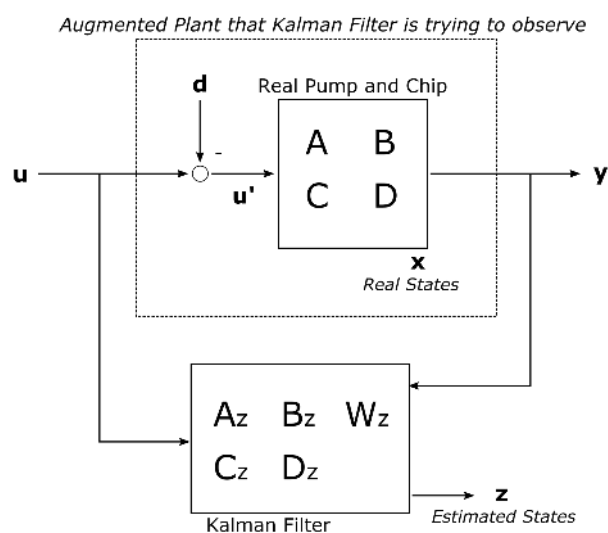 Augmented Plant that Kalman Filter is trying to observe
d
Real Pump and Chip
-
A B
u
u'
y
C D
x
Real States
Az Bz Wz
Cz Dz
z
Estimated States
Kalman Filter